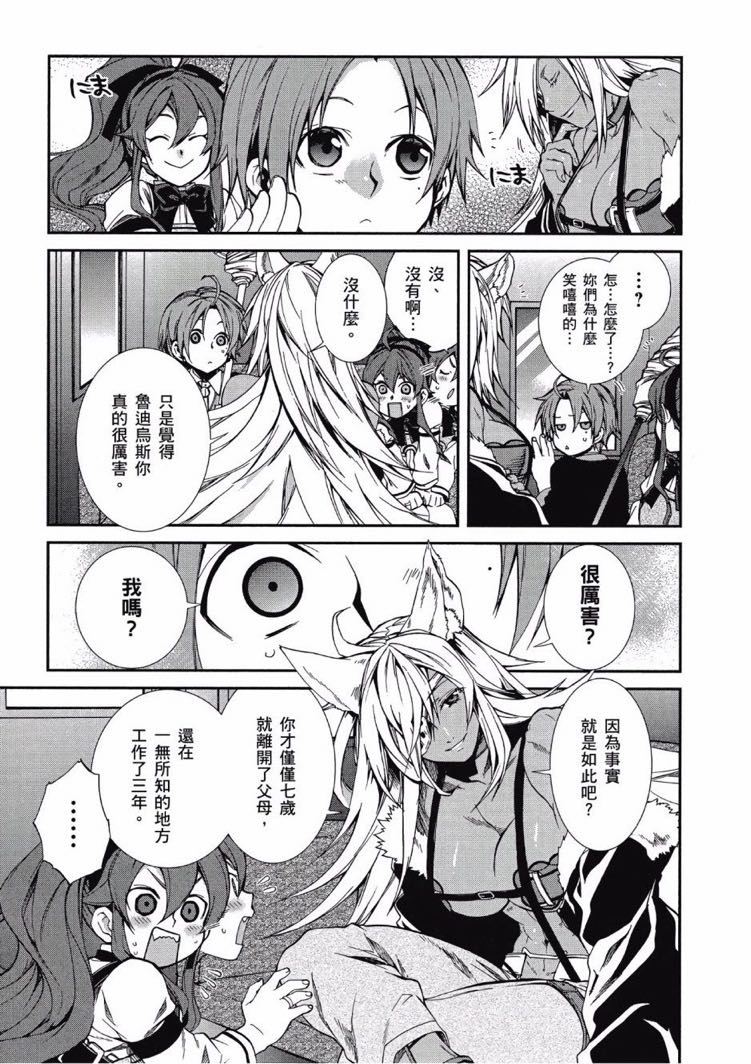 にま
にま
…?
怎…怎麼了…?
妳們為什麼
笑嘻嘻的…
沒、
沒有啊…
沒什麼。
只是覺得
魯迪烏斯你
真的很厲害。
很厲害?
我嗎?
因為事實
就是如此吧?
你才僅僅七歲
就離開了父母,
還在
一無所知的地方
工作了三年。
……